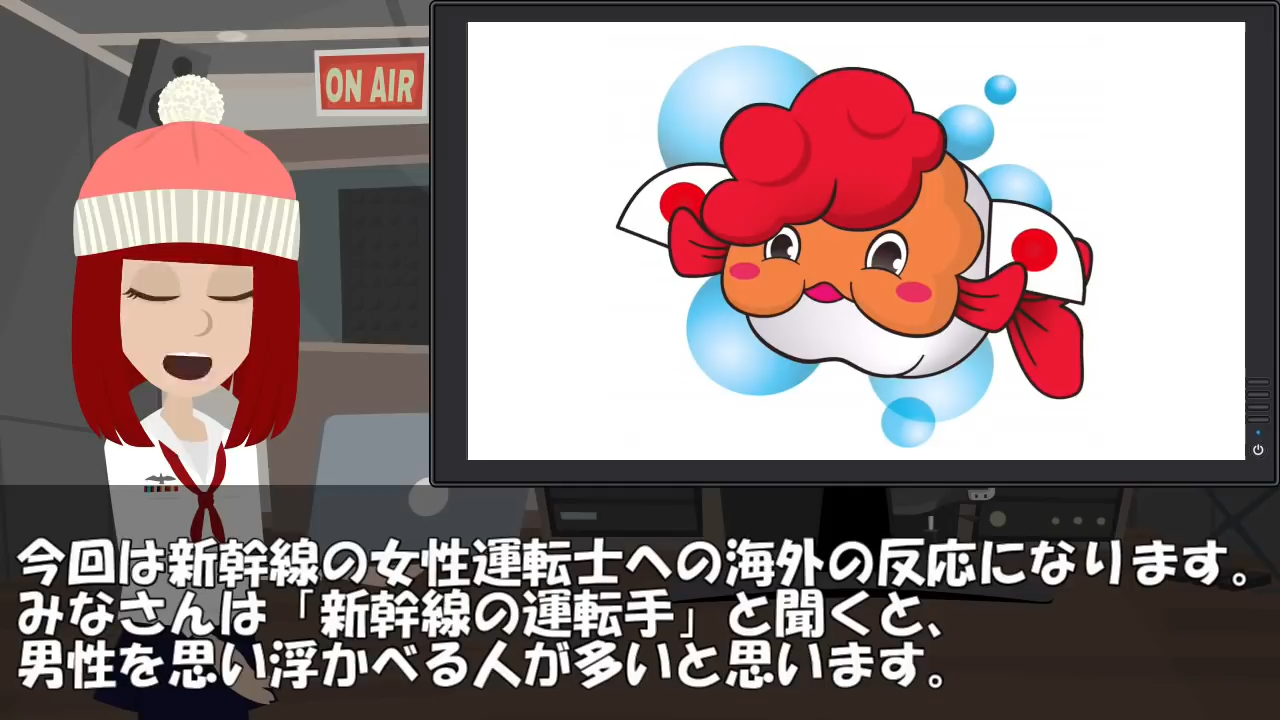 ON AIR
今回は新幹線の女性運転士への海外の反応になります。
みなさんは「新幹線の運転手」と聞くと、
男性を思い浮かべる人が多いと思います。